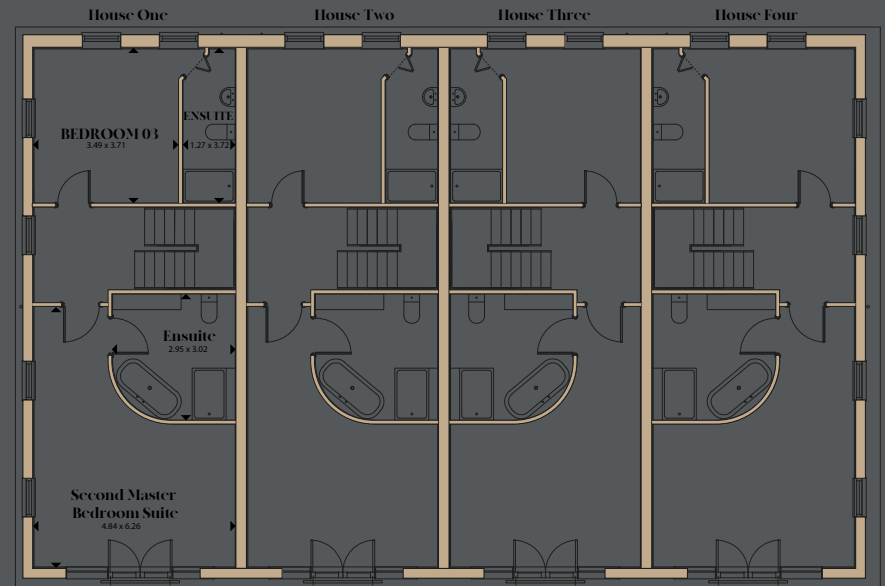 House One
House Two
House Three
House Four
ENSUITE
1.27 x 3.72
BEDROOM 03
3.49 x 3.71
Ensuite
2.95 x 3.02
Second Master
Bedroom Suite
4.84 x 6.26